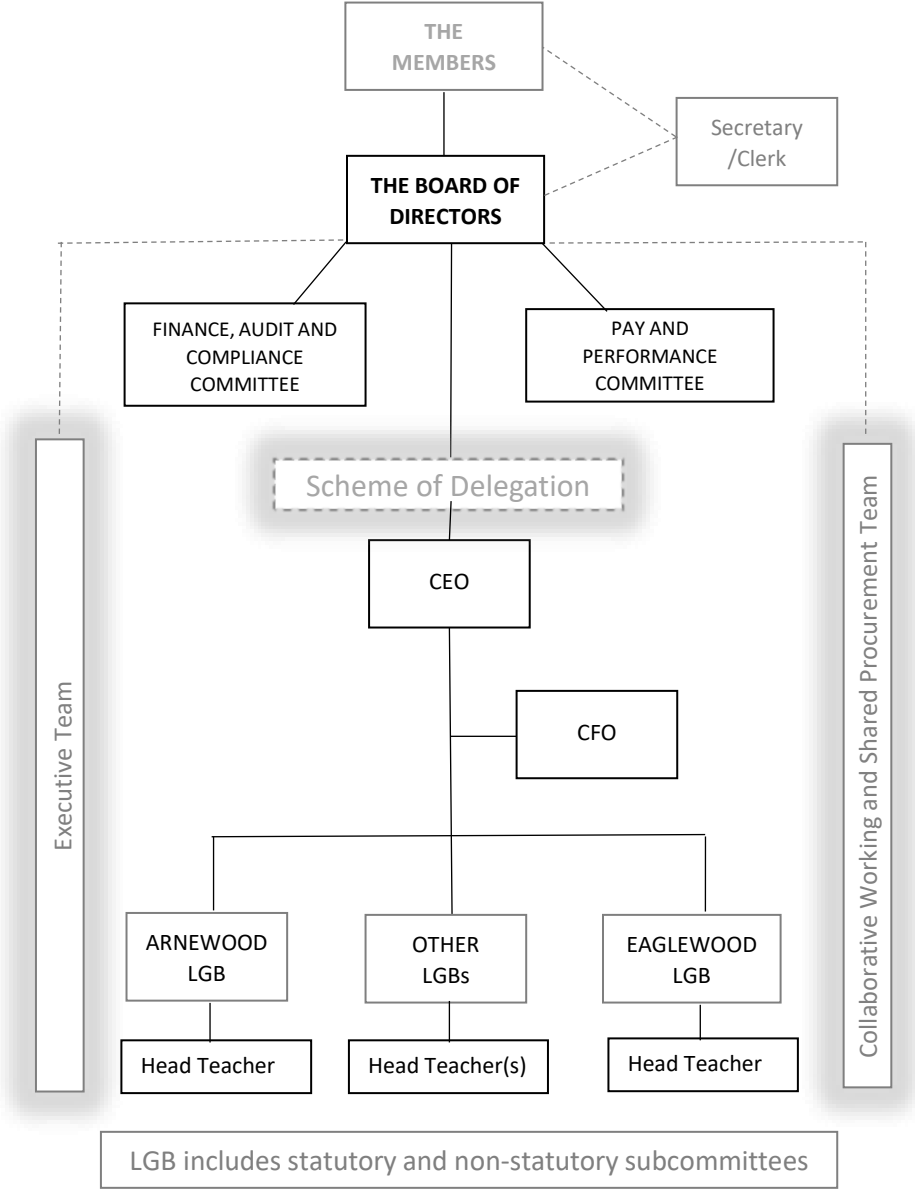 THE
MEMBERS
Secretary
/Clerk
THE BOARD OF
DIRECTORS
FINANCE, AUDIT AND
COMPLIANCE
COMMITTEE
PAY AND
PERFORMANCE
COMMITTEE
Scheme of Delegation
CEO
CFO
Executive Team
Collaborative Working and Shared Procurement Team
ARNEWOOD
LGB
OTHER
LGBs
EAGLEWOOD
LGB
Head Teacher
Head Teacher(s)
Head Teacher
LGB includes statutory and non-statutory subcommittees